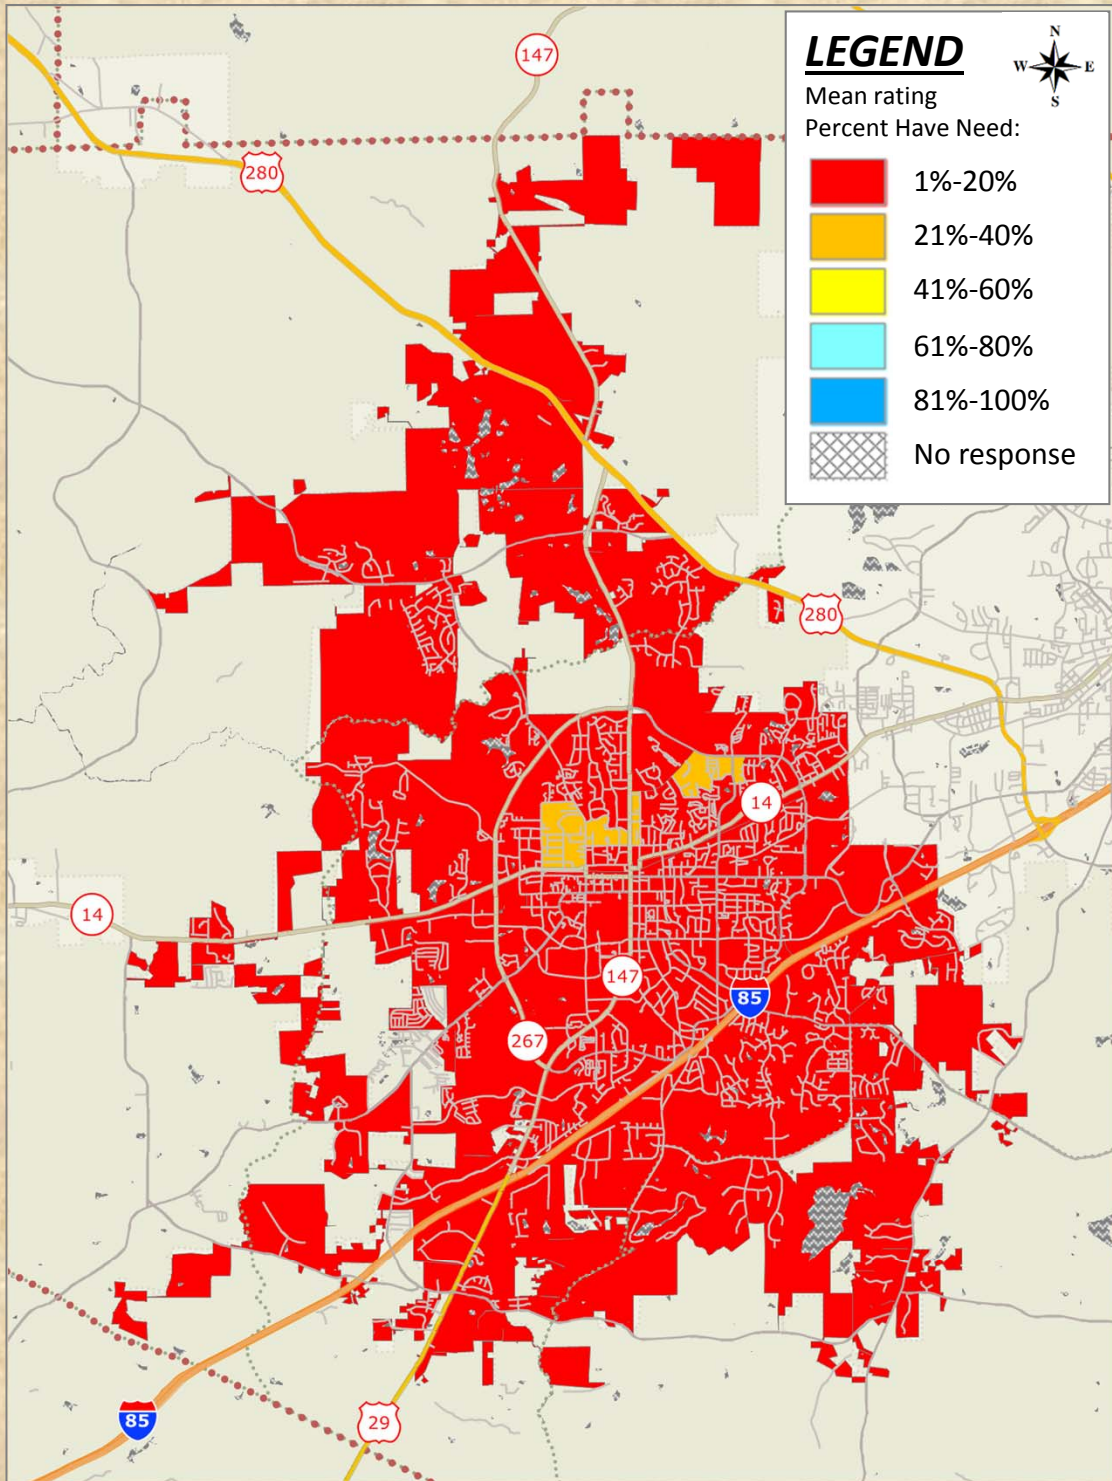 LEGEND
N
W E
S
Mean rating
Percent Have Need:
1%-20%
21%-40%
41%-60%
61%-80%
81%-100%
No response
147
280
280
14
14
147
85
267
85
29